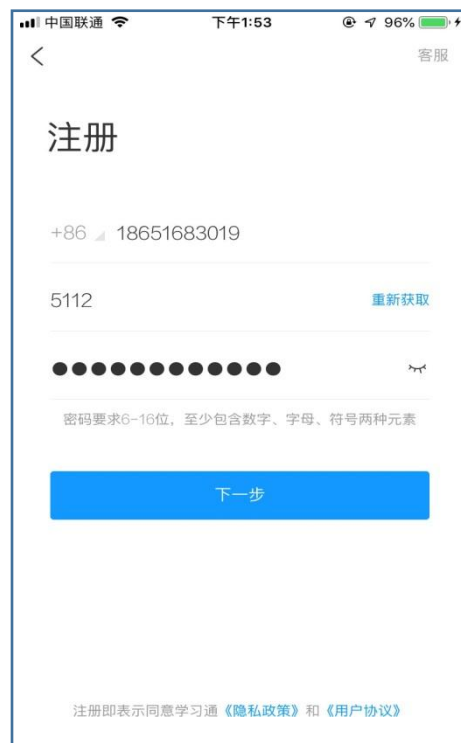 中国联通 下午1:53 96%
客服
注册
+86 18651683019
5112 重新获取
●●●●●●●●●●●●
密码要求6-16位，至少包含数字、字母、符号两种元素
下一步
注册即表示同意学习通《隐私政策》和《用户协议》